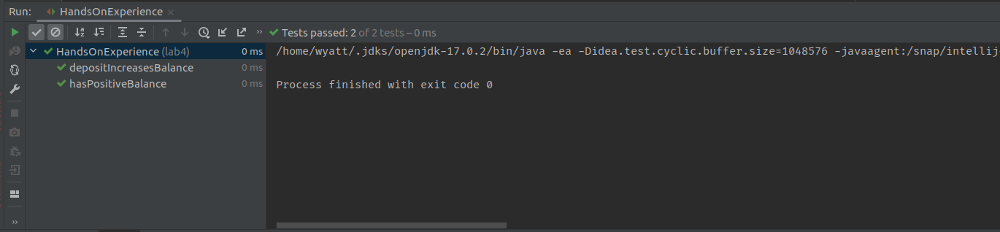 Run: HandsOnExperience
Tests passed: 2 of 2 tests – 0 ms
HandsOnExperience (lab4) 0 ms
depositIncreasesBalance 0 ms
hasPositiveBalance 0 ms
/home/wyatt/.jdks/openjdk-17.0.2/bin/java -ea -Didea.test.cyclic.buffer.size=1048576 -javaagent:/snap/intellij
Process finished with exit code 0